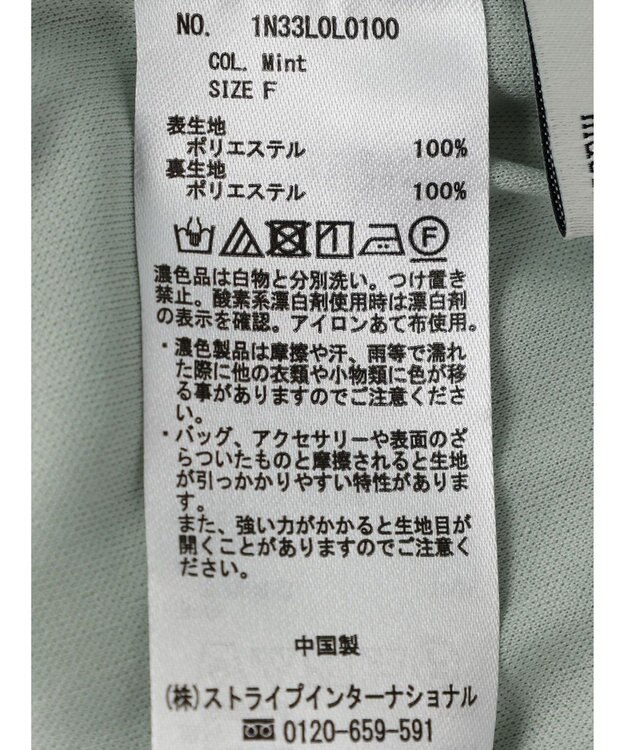 NO. 1N33L0L0100
COL. Mint
SIZE F
表生地
ポリエステル 100%
裏生地
ポリエステル 100%
F
濃色品は白物と分別洗い。つけ置き
禁止。酸素系漂白剤使用時は漂白剤
の表示を確認。アイロンあて布使用。
・濃色製品は摩擦や汗、雨等で濡れ
た際に他の衣類や小物類に色が移
る事がありますのでご注意くださ
い。
・バッグ、アクセサリーや表面のざ
らついたものと摩擦されると生地
が引っかかりやすい特性がありま
す。
また、強い力がかかると生地目が
開くことがありますのでご注意く
ださい。
中国製
(株)ストライプインターナショナル
0120-659-591